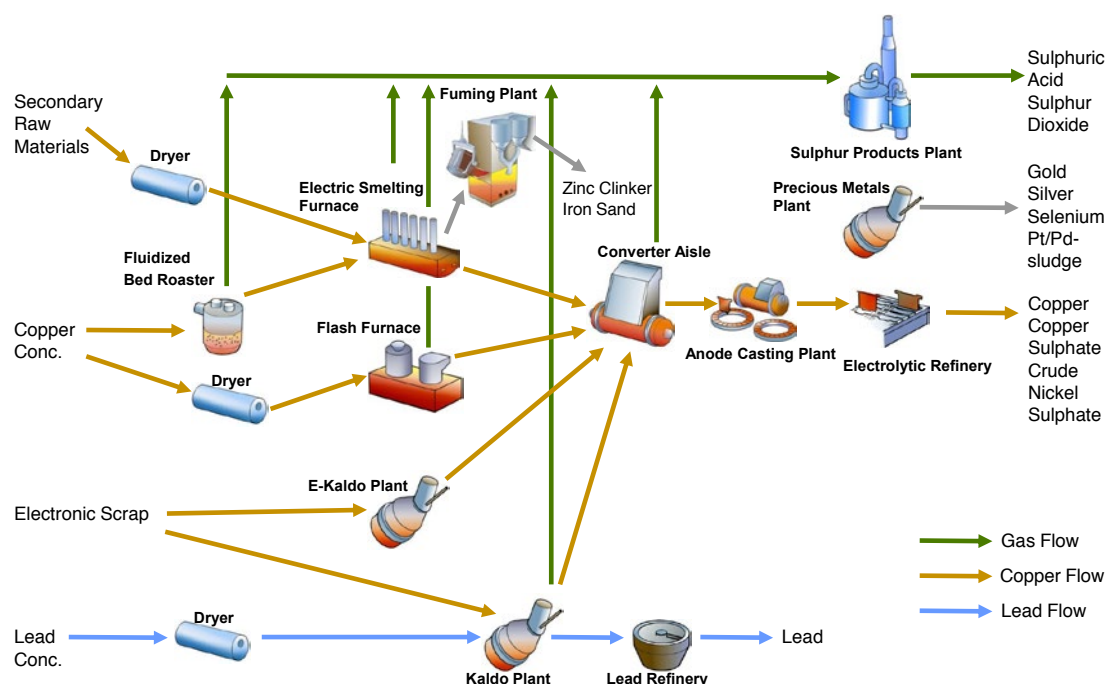 Secondary
Raw
Materials
Dryer
Fluidized
Bed Roaster
Copper
Conc.
Dryer
Electric Smelting
Furnace
Fuming Plant
Zinc Clinker
Iron Sand
Flash Furnace
Converter Aisle
Anode Casting Plant
Electrolytic Refinery
Sulphur Products Plant
Precious Metals
Plant
Sulphuric
Acid
Sulphur
Dioxide
Gold
Silver
Selenium
Pt/Pd-
sludge
Copper
Copper
Sulphate
Crude
Nickel
Sulphate
E-Kaldo Plant
Electronic Scrap
Lead
Conc.
Dryer
Kaldo Plant
Lead Refinery
Lead
Gas Flow
Copper Flow
Lead Flow